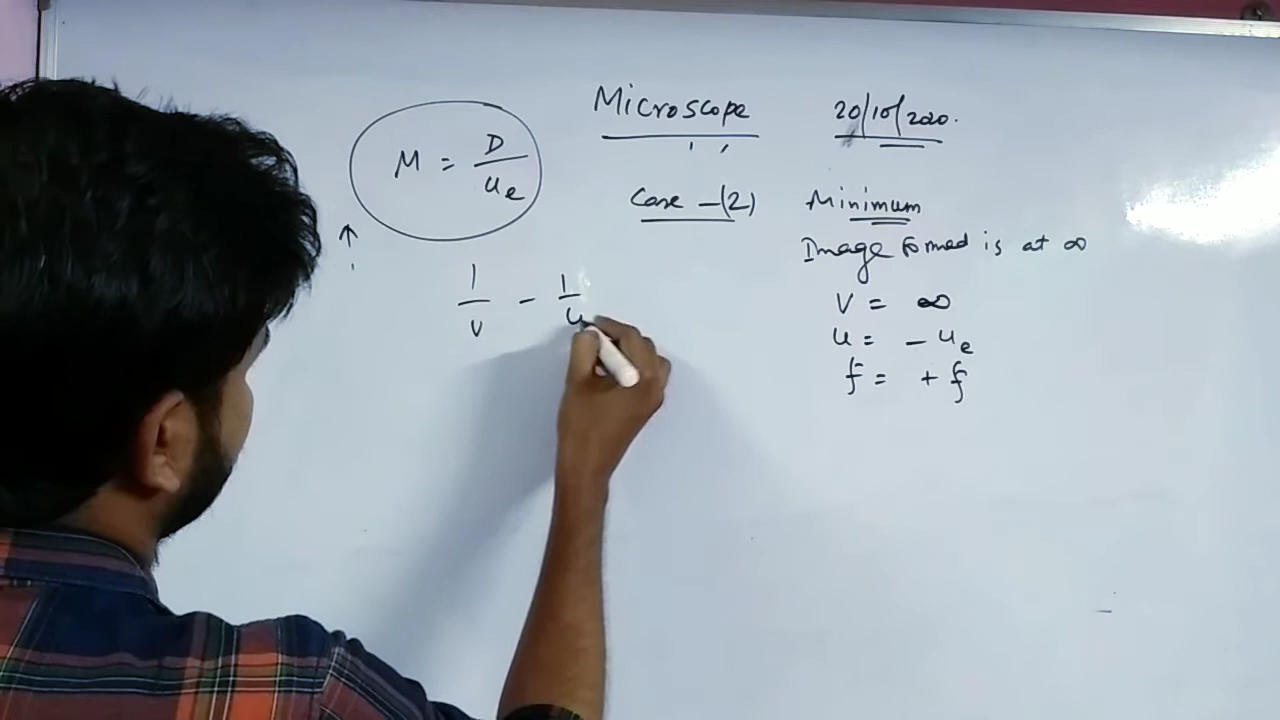 Microscope 20/10/2020.
M = D/ue
Case -(2) Minimum
Image formed is at ∞
1/v - 1/u
v = ∞
u = - ue
f = + f